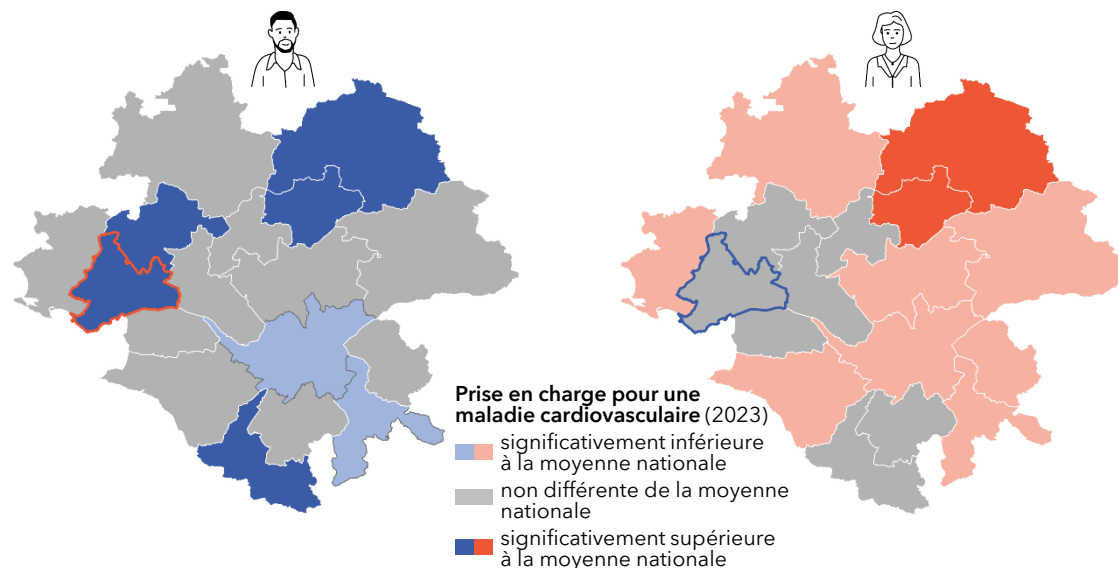 Prise en charge pour une
maladie cardiovasculaire (2023)
significativement inférieure
à la moyenne nationale
non différente de la moyenne
nationale
significativement supérieure
à la moyenne nationale